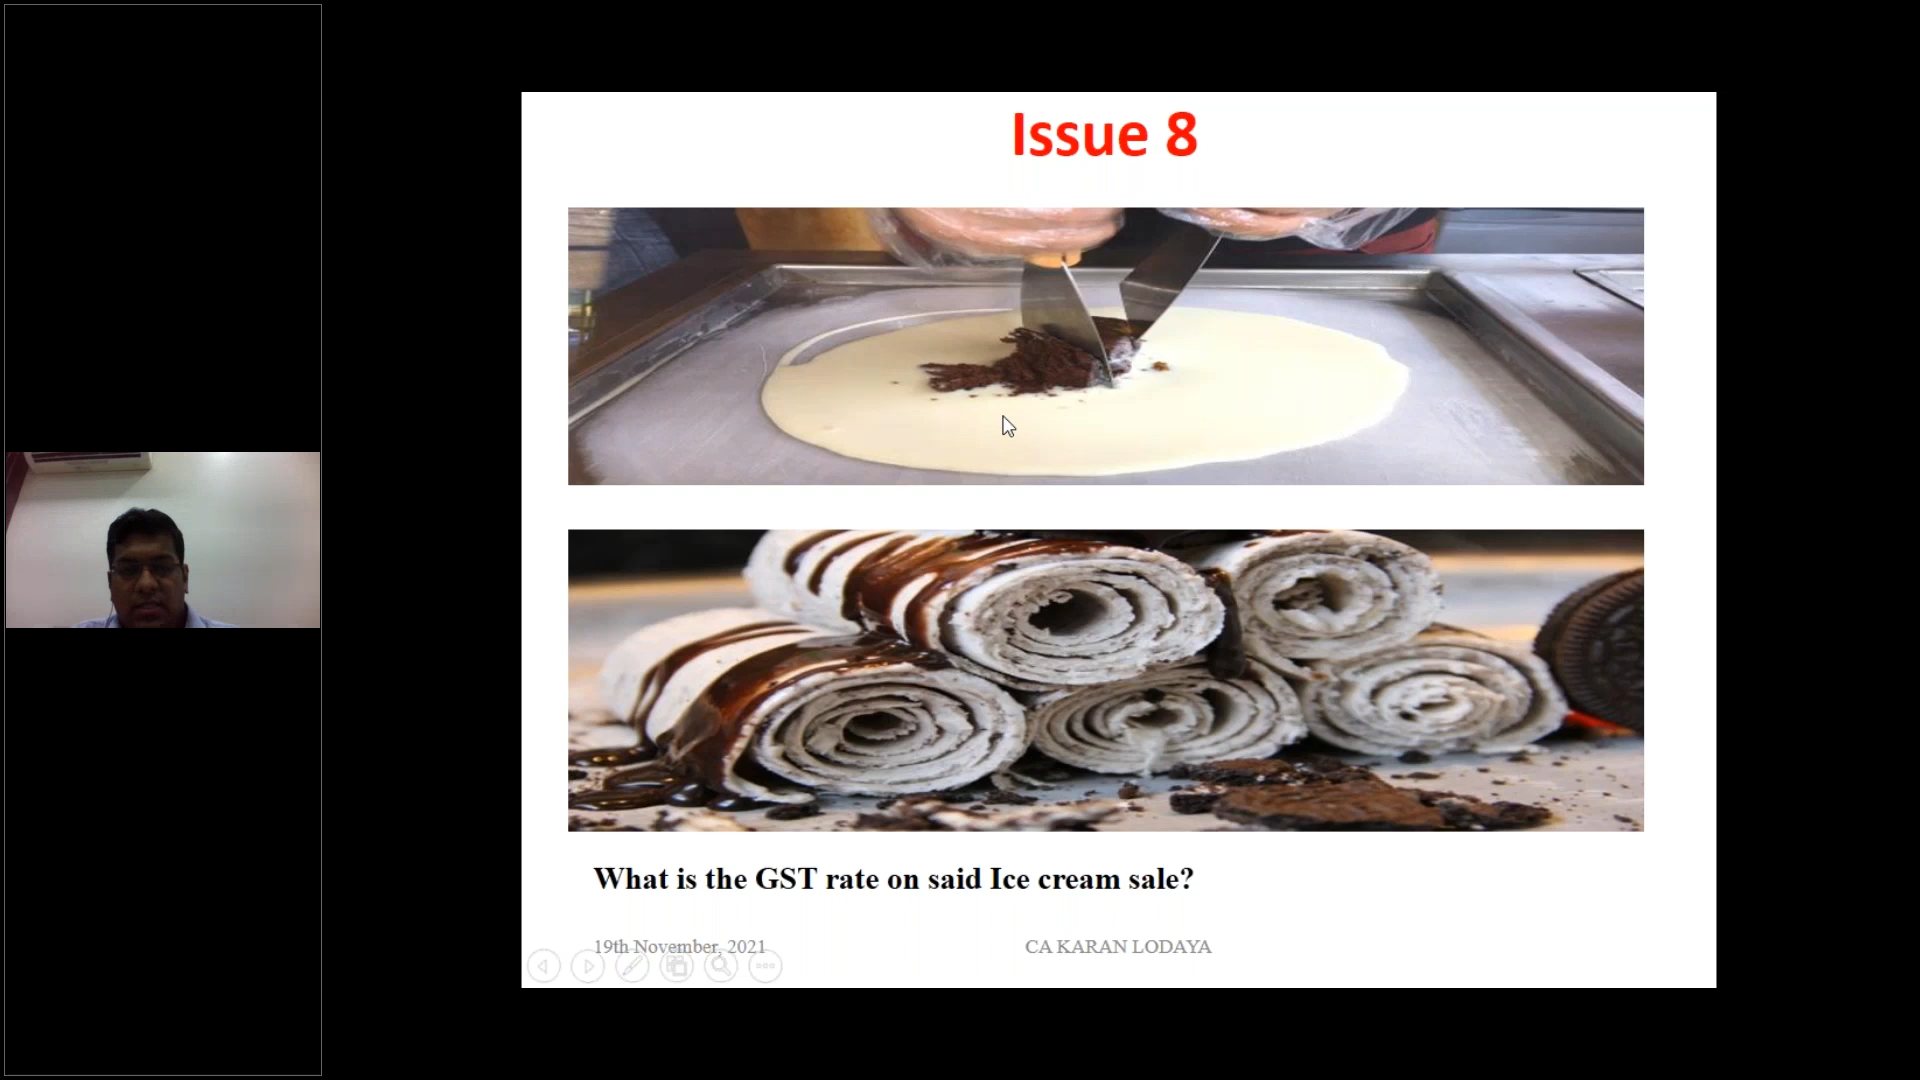 Issue 8
What is the GST rate on said Ice cream sale?
19th November, 2021
CA KARAN LODAYA